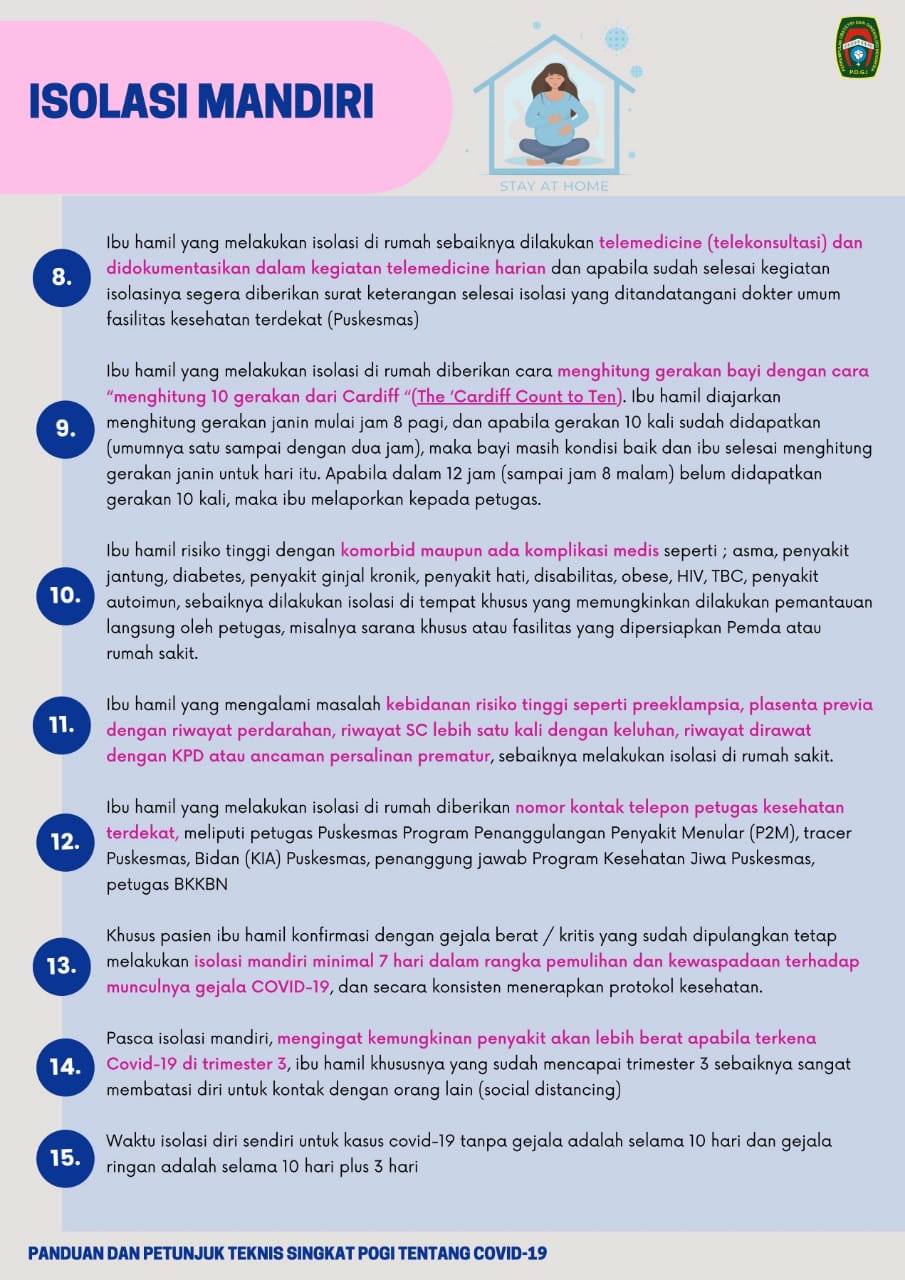 ISOLASI MANDIRI
P.O.G.I
STAY AT HOME
8.
Ibu hamil yang melakukan isolasi di rumah sebaiknya dilakukan telemedicine (telekonsultasi) dan
didokumentasikan dalam kegiatan telemedicine harian dan apabila sudah selesai kegiatan
isolasinya segera diberikan surat keterangan selesai isolasi yang ditandatangani dokter umum
fasilitas kesehatan terdekat (Puskesmas)
9.
Ibu hamil yang melakukan isolasi di rumah diberikan cara menghitung gerakan bayi dengan cara
“menghitung 10 gerakan dari Cardiff “(The ‘Cardiff Count to Ten). Ibu hamil diajarkan
menghitung gerakan janin mulai jam 8 pagi, dan apabila gerakan 10 kali sudah didapatkan
(umumnya satu sampai dengan dua jam), maka bayi masih kondisi baik dan ibu selesai menghitung
gerakan janin untuk hari itu. Apabila dalam 12 jam (sampai jam 8 malam) belum didapatkan
gerakan 10 kali, maka ibu melaporkan kepada petugas.
10.
Ibu hamil risiko tinggi dengan komorbid maupun ada komplikasi medis seperti ; asma, penyakit
jantung, diabetes, penyakit ginjal kronik, penyakit hati, disabilitas, obese, HIV, TBC, penyakit
autoimun, sebaiknya dilakukan isolasi di tempat khusus yang memungkinkan dilakukan pemantauan
langsung oleh petugas, misalnya sarana khusus atau fasilitas yang dipersiapkan Pemda atau
rumah sakit.
11.
Ibu hamil yang mengalami masalah kebidanan risiko tinggi seperti preeklampsia, plasenta previa
dengan riwayat perdarahan, riwayat SC lebih satu kali dengan keluhan, riwayat dirawat
dengan KPD atau ancaman persalinan prematur, sebaiknya melakukan isolasi di rumah sakit.
12.
Ibu hamil yang melakukan isolasi di rumah diberikan nomor kontak telepon petugas kesehatan
terdekat, meliputi petugas Puskesmas Program Penanggulangan Penyakit Menular (P2M), tracer
Puskesmas, Bidan (KIA) Puskesmas, penanggung jawab Program Kesehatan Jiwa Puskesmas,
petugas BKKBN
13.
Khusus pasien ibu hamil konfirmasi dengan gejala berat / kritis yang sudah dipulangkan tetap
melakukan isolasi mandiri minimal 7 hari dalam rangka pemulihan dan kewaspadaan terhadap
munculnya gejala COVID-19, dan secara konsisten menerapkan protokol kesehatan.
14.
Pasca isolasi mandiri, mengingat kemungkinan penyakit akan lebih berat apabila terkena
Covid-19 di trimester 3, ibu hamil khususnya yang sudah mencapai trimester 3 sebaiknya sangat
membatasi diri untuk kontak dengan orang lain (social distancing)
15.
Waktu isolasi diri sendiri untuk kasus covid-19 tanpa gejala adalah selama 10 hari dan gejala
ringan adalah selama 10 hari plus 3 hari
PANDUAN DAN PETUNJUK TEKNIS SINGKAT POGI TENTANG COVID-19